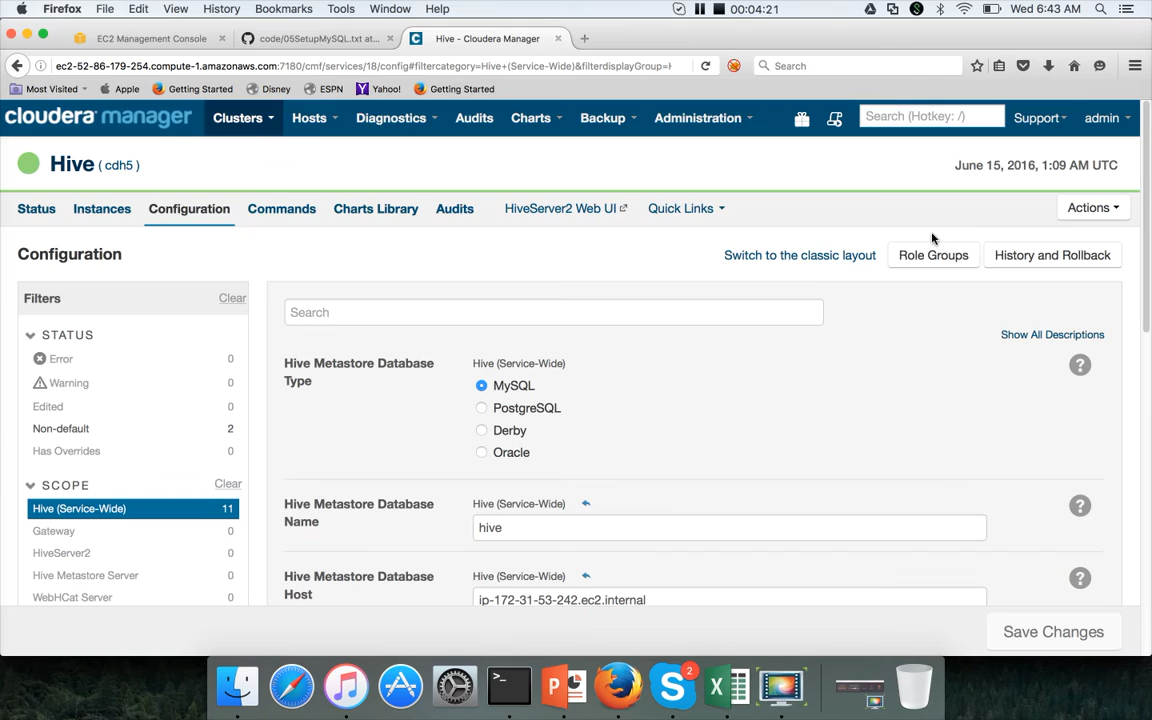 Firefox File Edit View History Bookmarks Tools Window Help 00:04:21 Wed 6:43 AM
EC2 Management Console code/05SetupMySQL.txt at... Hive - Cloudera Manager
ec2-52-86-179-254.compute-1.amazonaws.com:7180/cmf/services/18/config#filtercategory=Hive+(Service-Wide)&filterdisplayGroup=H Search
Most Visited Apple Getting Started Disney ESPN Yahoo! Getting Started
cloudera manager Clusters Hosts Diagnostics Audits Charts Backup Administration Search (Hotkey: /) Support admin
Hive ( cdh5 ) June 15, 2016, 1:09 AM UTC
Status Instances Configuration Commands Charts Library Audits HiveServer2 Web UI Quick Links Actions
Configuration Switch to the classic layout Role Groups History and Rollback
Filters Clear
STATUS
Error 0
Warning 0
Edited 0
Non-default 2
Has Overrides 0
SCOPE Clear
Hive (Service-Wide) 11
Gateway 0
HiveServer2 0
Hive Metastore Server 0
WebHCat Server 0
Search
Show All Descriptions
Hive Metastore Database
Type
Hive (Service-Wide)
MySQL
PostgreSQL
Derby
Oracle
Hive Metastore Database
Name
Hive (Service-Wide)
hive
Hive Metastore Database
Host
Hive (Service-Wide)
ip-172-31-53-242.ec2.internal
Save Changes
2